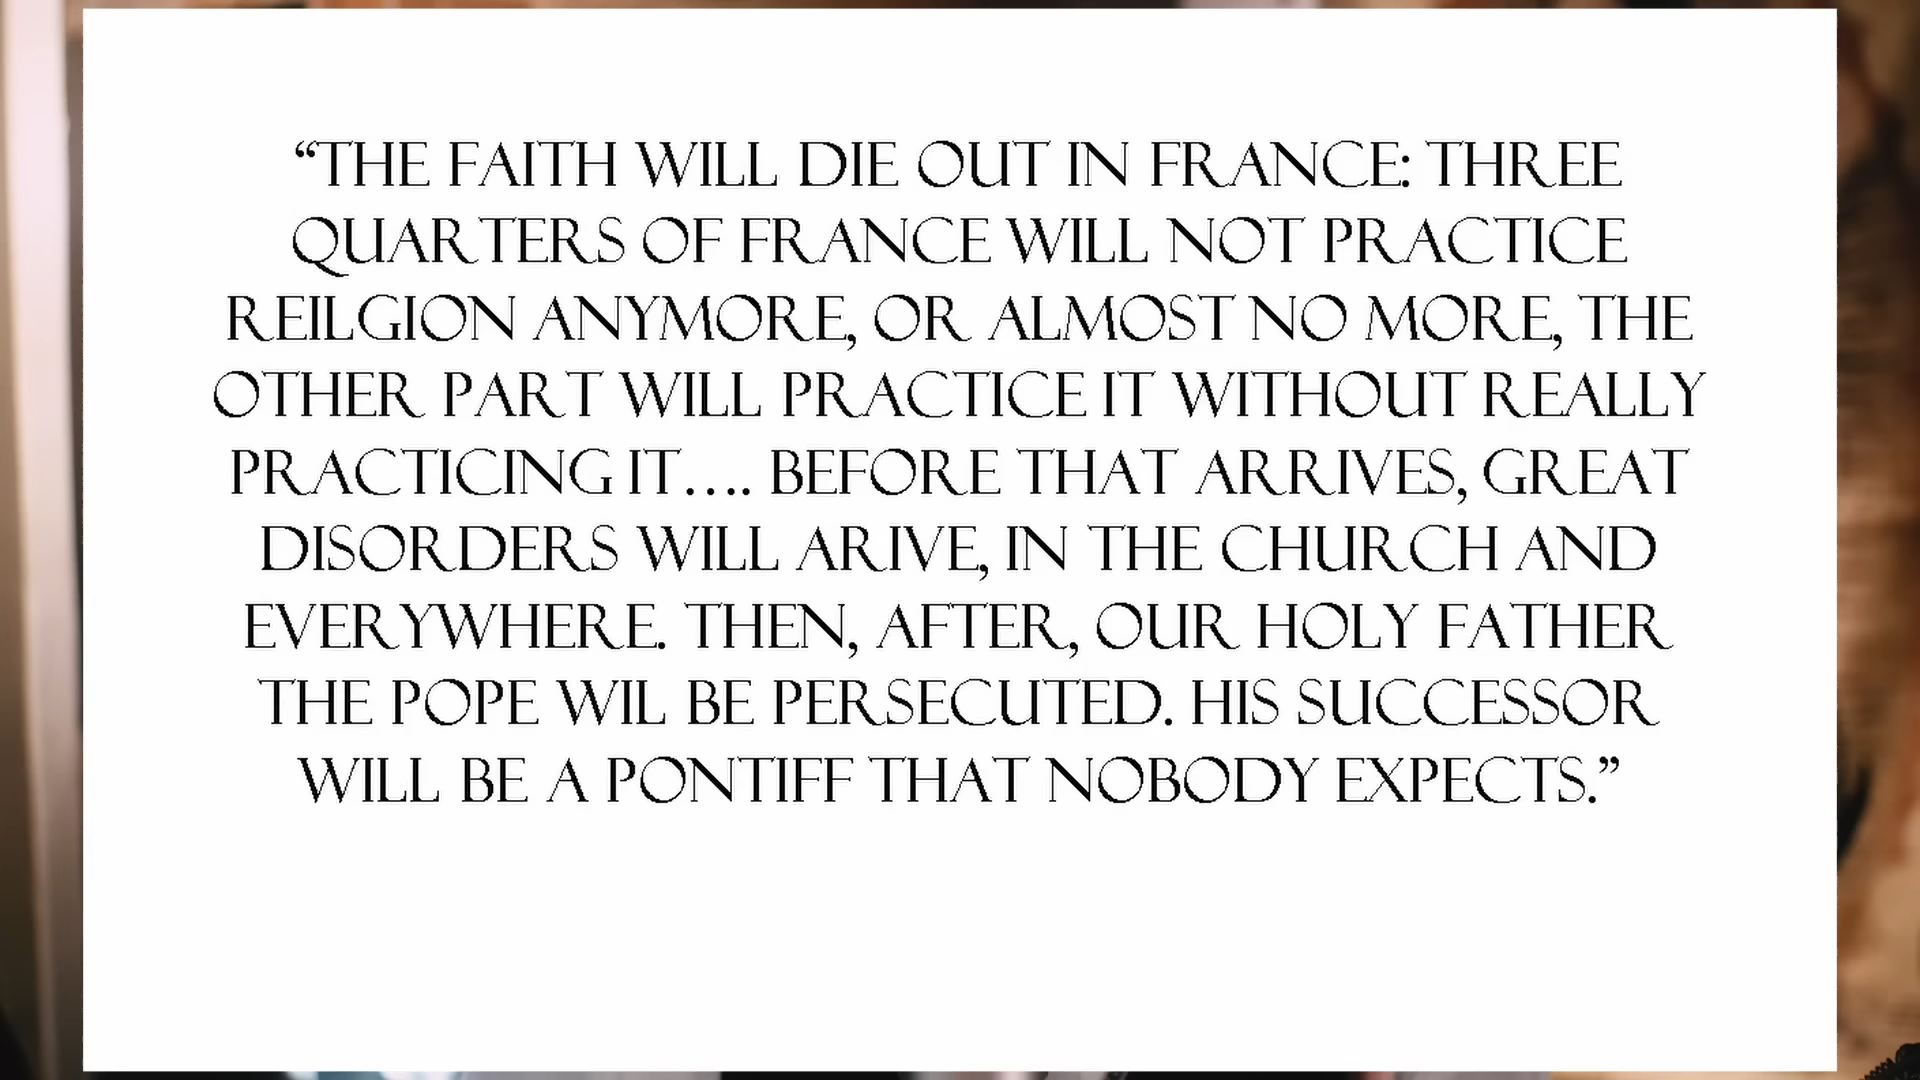 “THE FAITH WILL DIE OUT IN FRANCE: THREE
QUARTERS OF FRANCE WILL NOT PRACTICE
REILGION ANYMORE, OR ALMOST NO MORE, THE
OTHER PART WILL PRACTICE IT WITHOUT REALLY
PRACTICING IT…. BEFORE THAT ARRIVES, GREAT
DISORDERS WILL ARIVE, IN THE CHURCH AND
EVERYWHERE. THEN, AFTER, OUR HOLY FATHER
THE POPE WIL BE PERSECUTED. HIS SUCCESSOR
WILL BE A PONTIFF THAT NOBODY EXPECTS.”